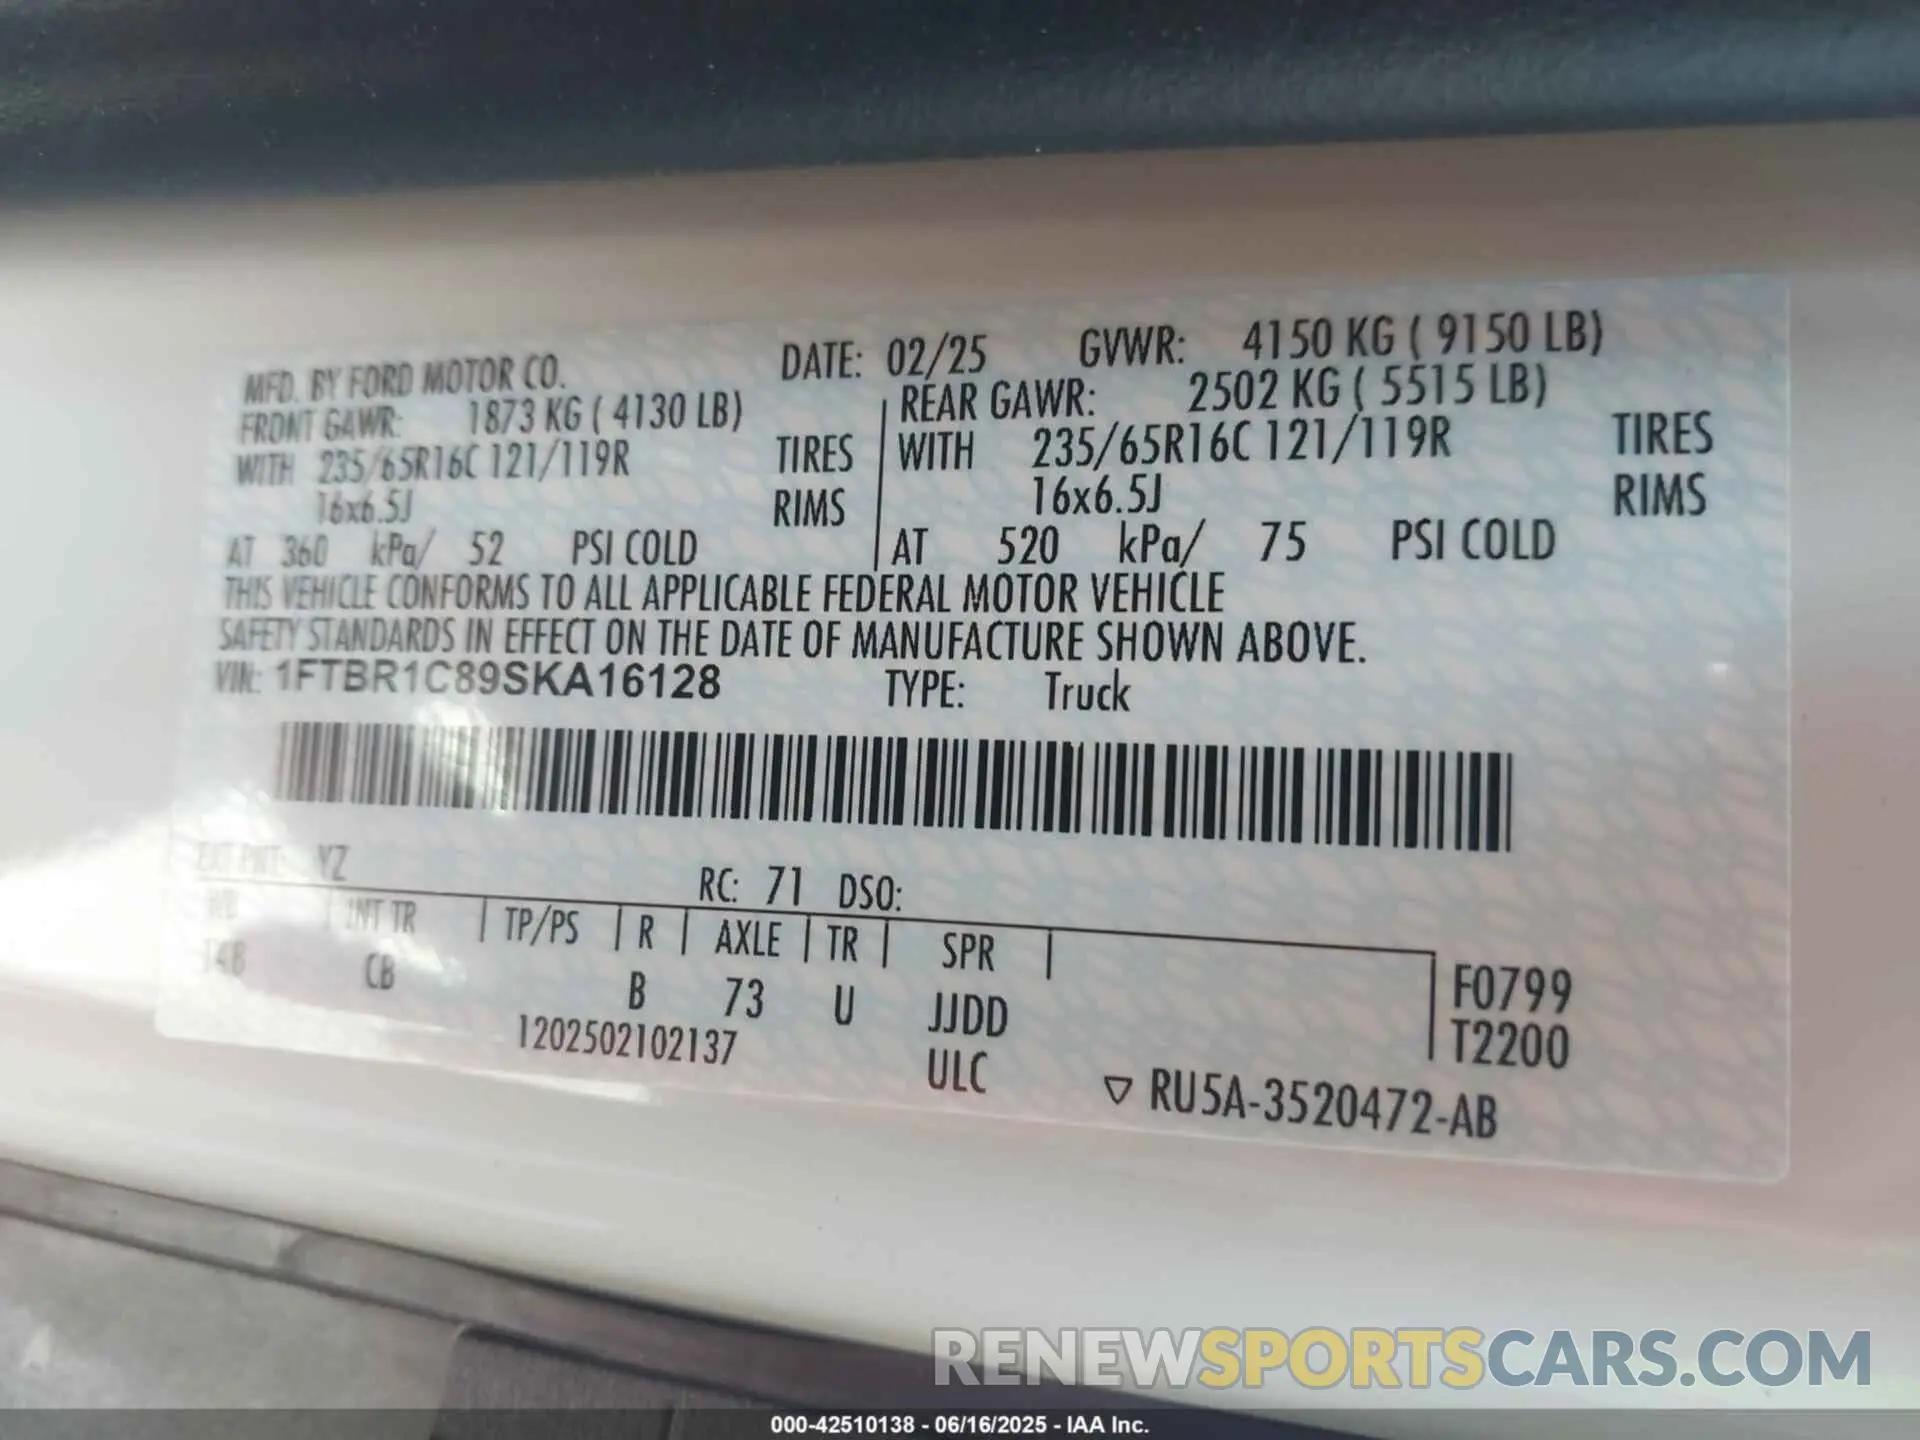 MFD. BY FORD MOTOR CO. DATE: 02/25 GVWR: 4150 KG ( 9150 LB)
FRONT GAWR: 1873 KG ( 4130 LB) REAR GAWR: 2502 KG ( 5515 LB)
WITH 235/65R16C 121/119R TIRES WITH 235/65R16C 121/119R TIRES
16x6.5J RIMS 16x6.5J RIMS
AT 360 kPa/ 52 PSI COLD AT 520 kPa/ 75 PSI COLD
THIS VEHICLE CONFORMS TO ALL APPLICABLE FEDERAL MOTOR VEHICLE
SAFETY STANDARDS IN EFFECT ON THE DATE OF MANUFACTURE SHOWN ABOVE.
VIN: 1FTBR1C89SKA16128 TYPE: Truck
EXT PNT: YZ RC: 71 DSO:
WB INT TR TP/PS R AXLE TR SPR
148 CB B 73 U JJDD F0799
1202502102137 ULC T2200
▽ RU5A-3520472-AB
RENEWSPORTSCARS.COM
000-42510138 - 06/16/2025 - IAA Inc.